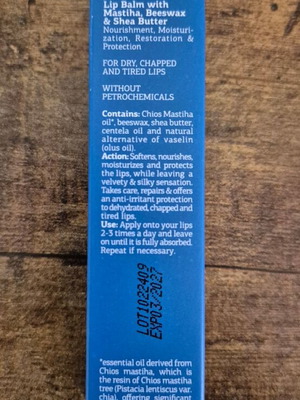 Lip Balm with
Mastiha, Beeswax
& Shea Butter
Nourishment, Moisturi-
zation, Restoration &
Protection
FOR DRY, CHAPPED
AND TIRED LIPS
WITHOUT
PETROCHEMICALS
Contains: Chios Mastiha
oil*, beeswax, shea butter,
centela oil and natural
alternative of vaselin
(olus oil).
Action: Softens, nourishes,
moisturizes and protects
the lips, while leaving a
velvety & silky sensation.
Takes care, repairs & offers
an anti-irritant protection
to dehydrated, chapped and
tired lips.
Use: Apply onto your lips
2-3 times a day and leave
on until it is fully absorbed.
Repeat if necessary.
LOT1022409
EXP03/2027
*essential oil derived from
Chios mastiha, which is
the resin of Chios mastiha
tree (Pistacia lentiscus var.
chia), offering significant